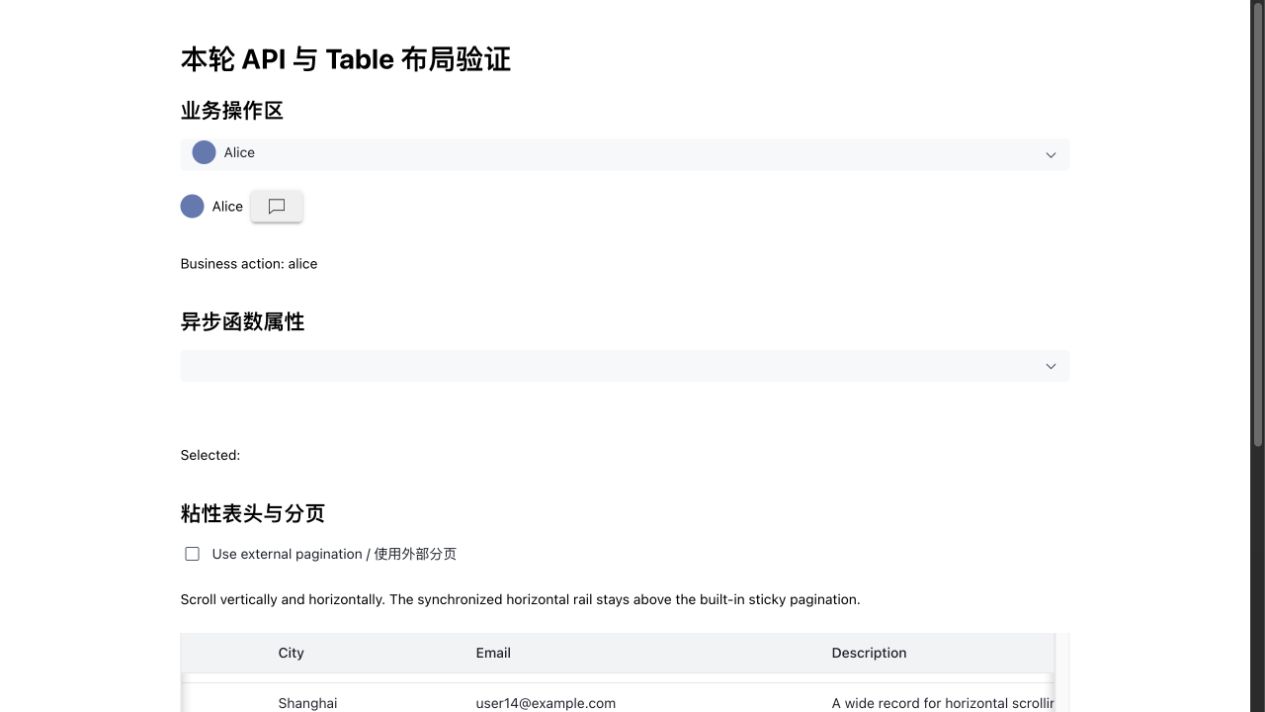 本轮 API 与 Table 布局验证
业务操作区
Alice
Alice
Business action: alice
异步函数属性
Selected:
粘性表头与分页
Use external pagination / 使用外部分页
Scroll vertically and horizontally. The synchronized horizontal rail stays above the built-in sticky pagination.
City Email Description
Shanghai user14@example.com A wide record for horizontal scrollin